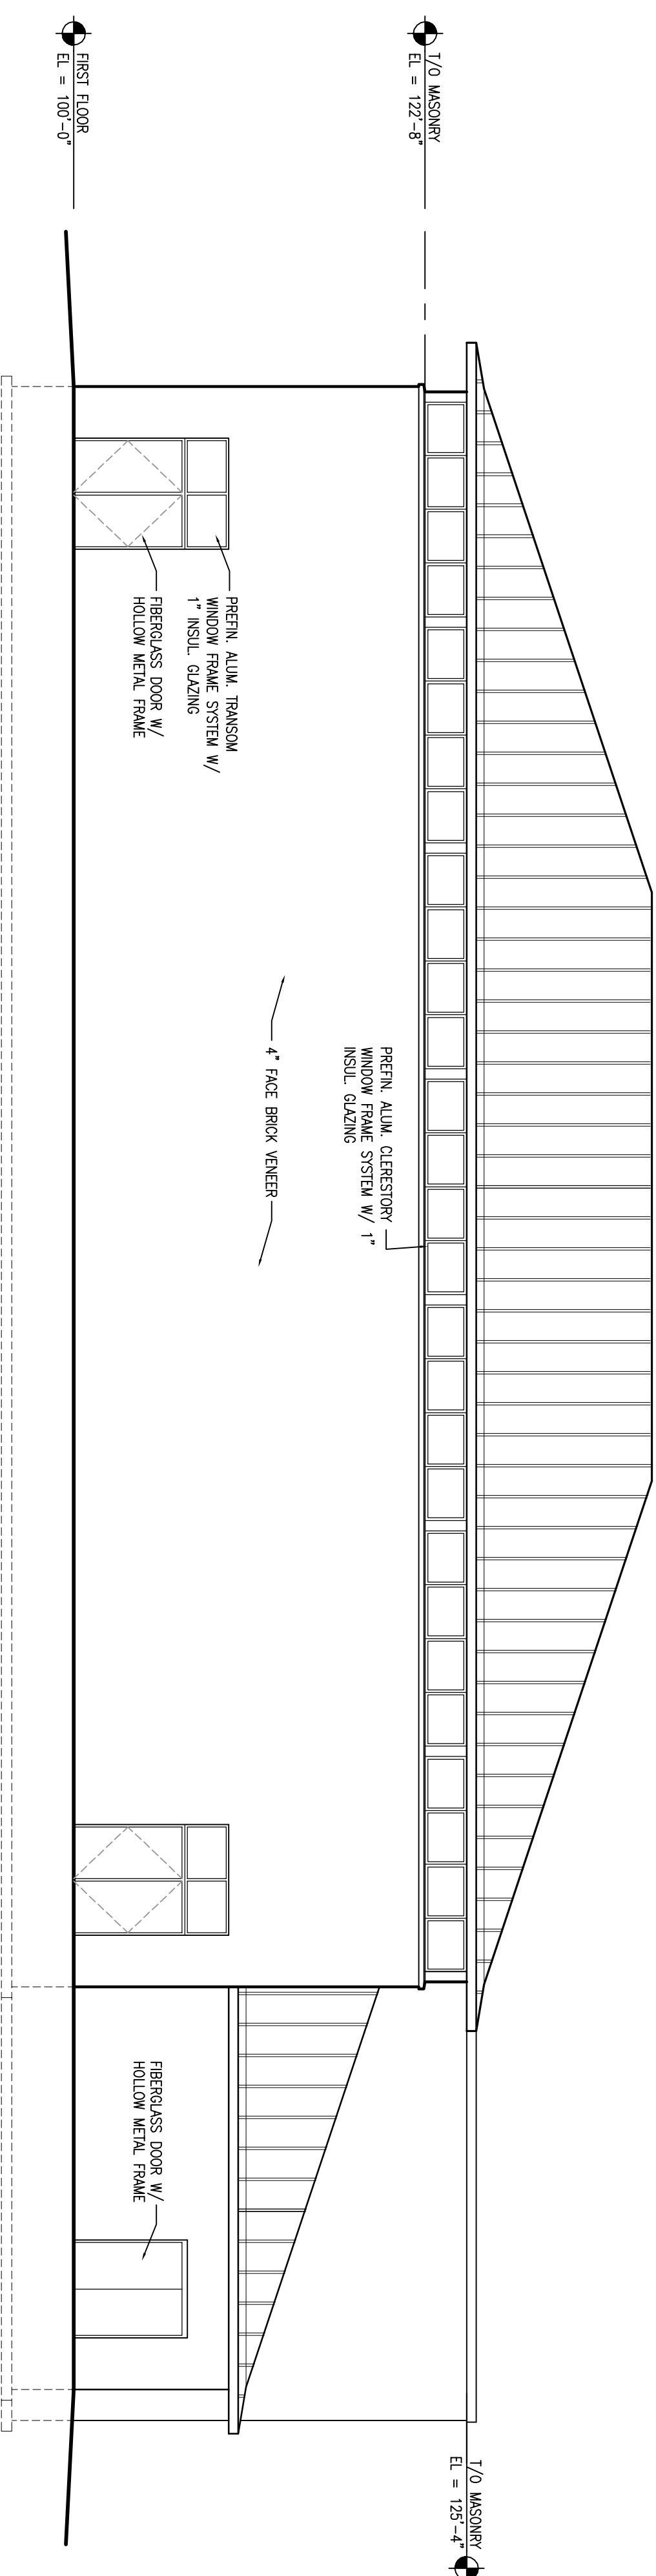 T/O MASONRY
EL = 122'-8"
FIRST FLOOR
EL = 100'-0"
PREFIN. ALUM. TRANSOM
WINDOW FRAME SYSTEM W/
1" INSUL. GLAZING
FIBERGLASS DOOR W/
HOLLOW METAL FRAME
PREFIN. ALUM. CLERESTORY
WINDOW FRAME SYSTEM W/ 1"
INSUL. GLAZING
4" FACE BRICK VENEER
FIBERGLASS DOOR W/
HOLLOW METAL FRAME
T/O MASONRY
EL = 125'-4"